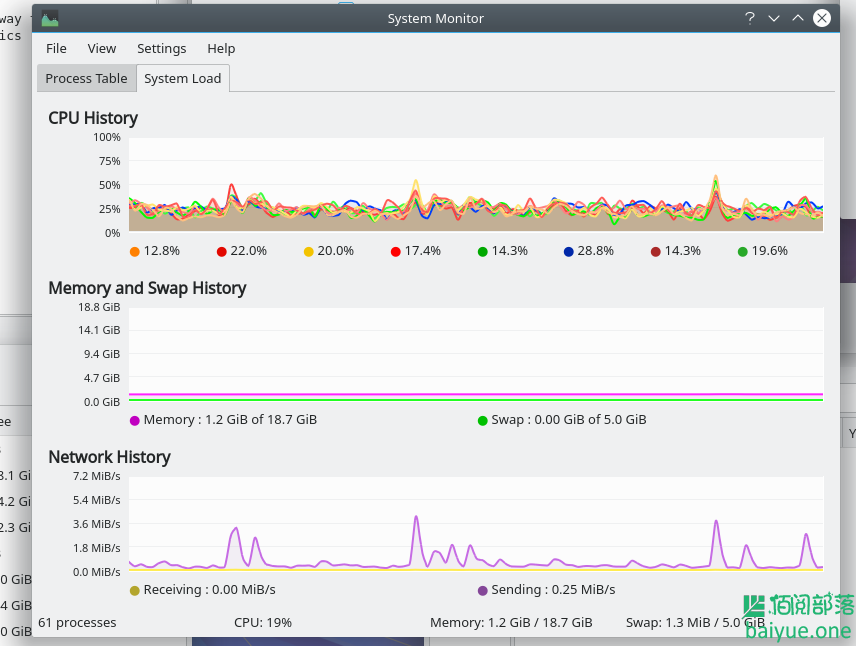 way
ics
System Monitor
?
File View Settings Help
Process Table System Load
CPU History
100%
75%
50%
25%
0%
12.8% 22.0% 20.0% 17.4% 14.3% 28.8% 14.3% 19.6%
Memory and Swap History
18.8 GiB
14.1 GiB
9.4 GiB
4.7 GiB
0.0 GiB
Memory : 1.2 GiB of 18.7 GiB Swap : 0.00 GiB of 5.0 GiB
ee
Y
Network History
7.2 MiB/s
5.4 MiB/s
3.6 MiB/s
1.8 MiB/s
0.0 MiB/s
3.1 Gi
4.2 Gi
2.3 Gi
0 GiB
4 GiB
0 GiB
Receiving : 0.00 MiB/s Sending : 0.25 MiB/s
61 processes CPU: 19% Memory: 1.2 GiB / 18.7 GiB Swap: 1.3 MiB / 5.0 GiB
佰阅部落
baiyue.one